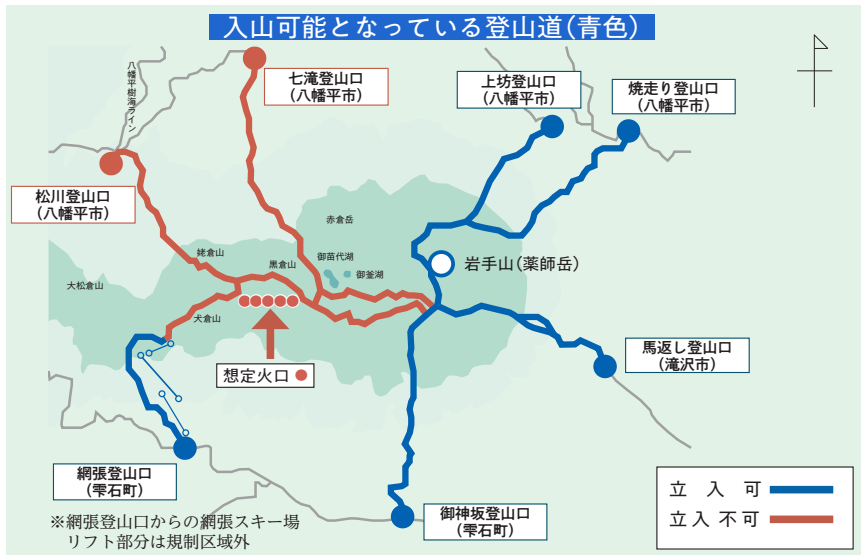 入山可能となっている登山道(青色)
八幡平樹海ライン
七滝登山口
(八幡平市)
上坊登山口
(八幡平市)
焼走り登山口
(八幡平市)
松川登山口
(八幡平市)
赤倉岳
姥倉山
黒倉山
御苗代湖
御釜湖
岩手山(薬師岳)
大松倉山
犬倉山
想定火口
馬返し登山口
(滝沢市)
網張登山口
(雫石町)
御神坂登山口
(雫石町)
立入可
立入不可
※網張登山口からの網張スキー場
リフト部分は規制区域外